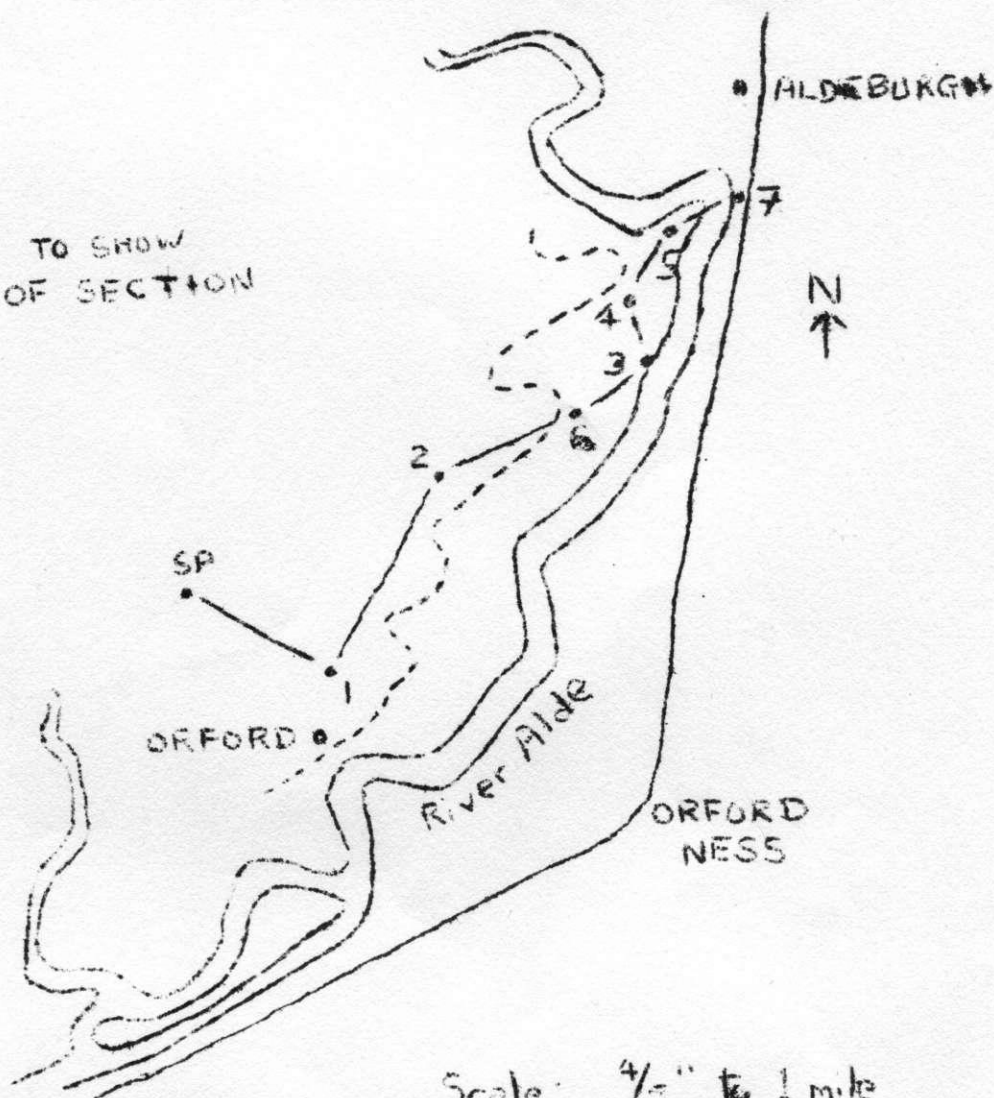 ALDEBURGH
7
TO SHOW
OF SECTION
5
N
4
3
6
2
SP
1
ORFORD
River Alde
ORFORD
NESS
Scale 4/5" to 1 mile